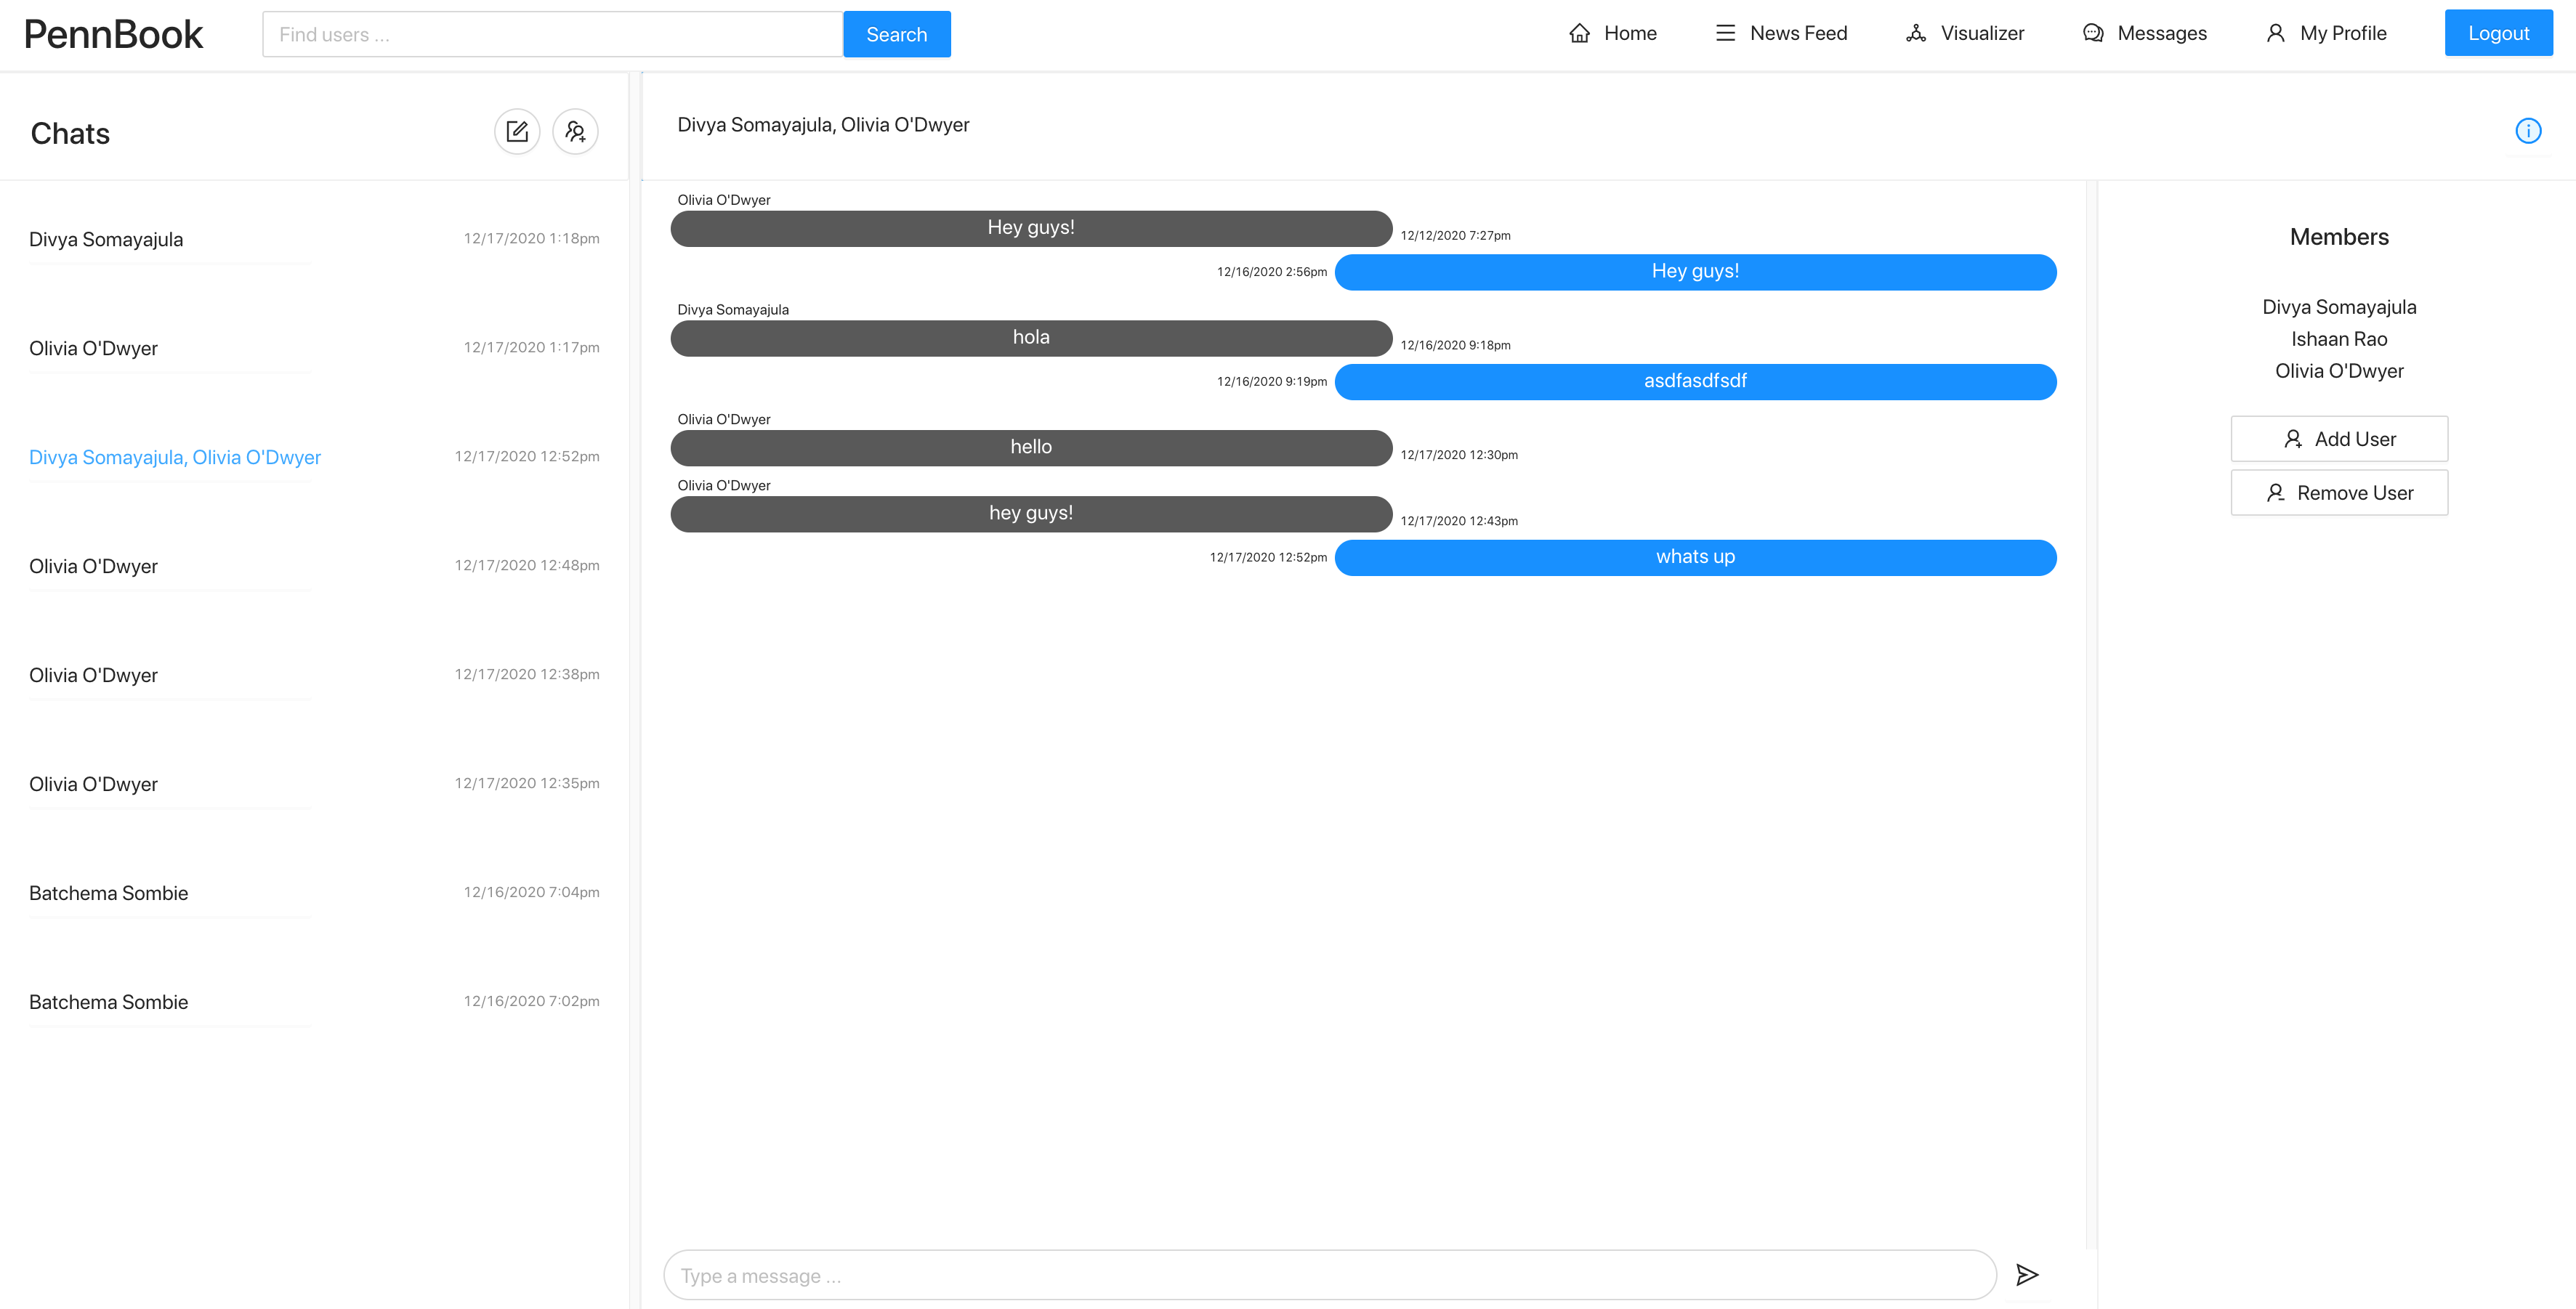 PennBook
Find users ...
Search
Home
News Feed
Visualizer
Messages
My Profile
Logout
Chats
Divya Somayajula 12/17/2020 1:18pm
Olivia O'Dwyer 12/17/2020 1:17pm
Divya Somayajula, Olivia O'Dwyer 12/17/2020 12:52pm
Olivia O'Dwyer 12/17/2020 12:48pm
Olivia O'Dwyer 12/17/2020 12:38pm
Olivia O'Dwyer 12/17/2020 12:35pm
Batchema Sombie 12/16/2020 7:04pm
Batchema Sombie 12/16/2020 7:02pm
Divya Somayajula, Olivia O'Dwyer
Olivia O'Dwyer
Hey guys! 12/12/2020 7:27pm
12/16/2020 2:56pm Hey guys!
Divya Somayajula
hola 12/16/2020 9:18pm
12/16/2020 9:19pm asdfasdfsdf
Olivia O'Dwyer
hello 12/17/2020 12:30pm
Olivia O'Dwyer
hey guys! 12/17/2020 12:43pm
12/17/2020 12:52pm whats up
Type a message ...
Members
Divya Somayajula
Ishaan Rao
Olivia O'Dwyer
Add User
Remove User